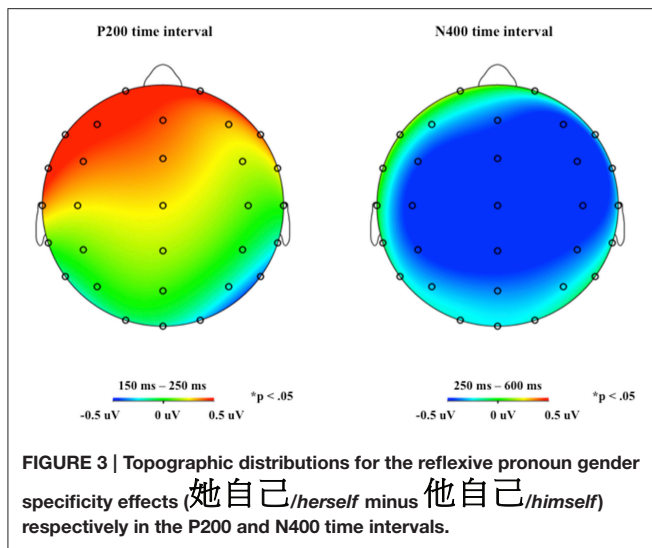 P200 time interval
N400 time interval
150 ms – 250 ms
*p < .05
-0.5 uV
0 uV
0.5 uV
250 ms – 600 ms
*p < .05
-0.5 uV
0 uV
0.5 uV
FIGURE 3 | Topographic distributions for the reflexive pronoun gender
specificity effects (她自己/herself minus 他自己/himself)
respectively in the P200 and N400 time intervals.